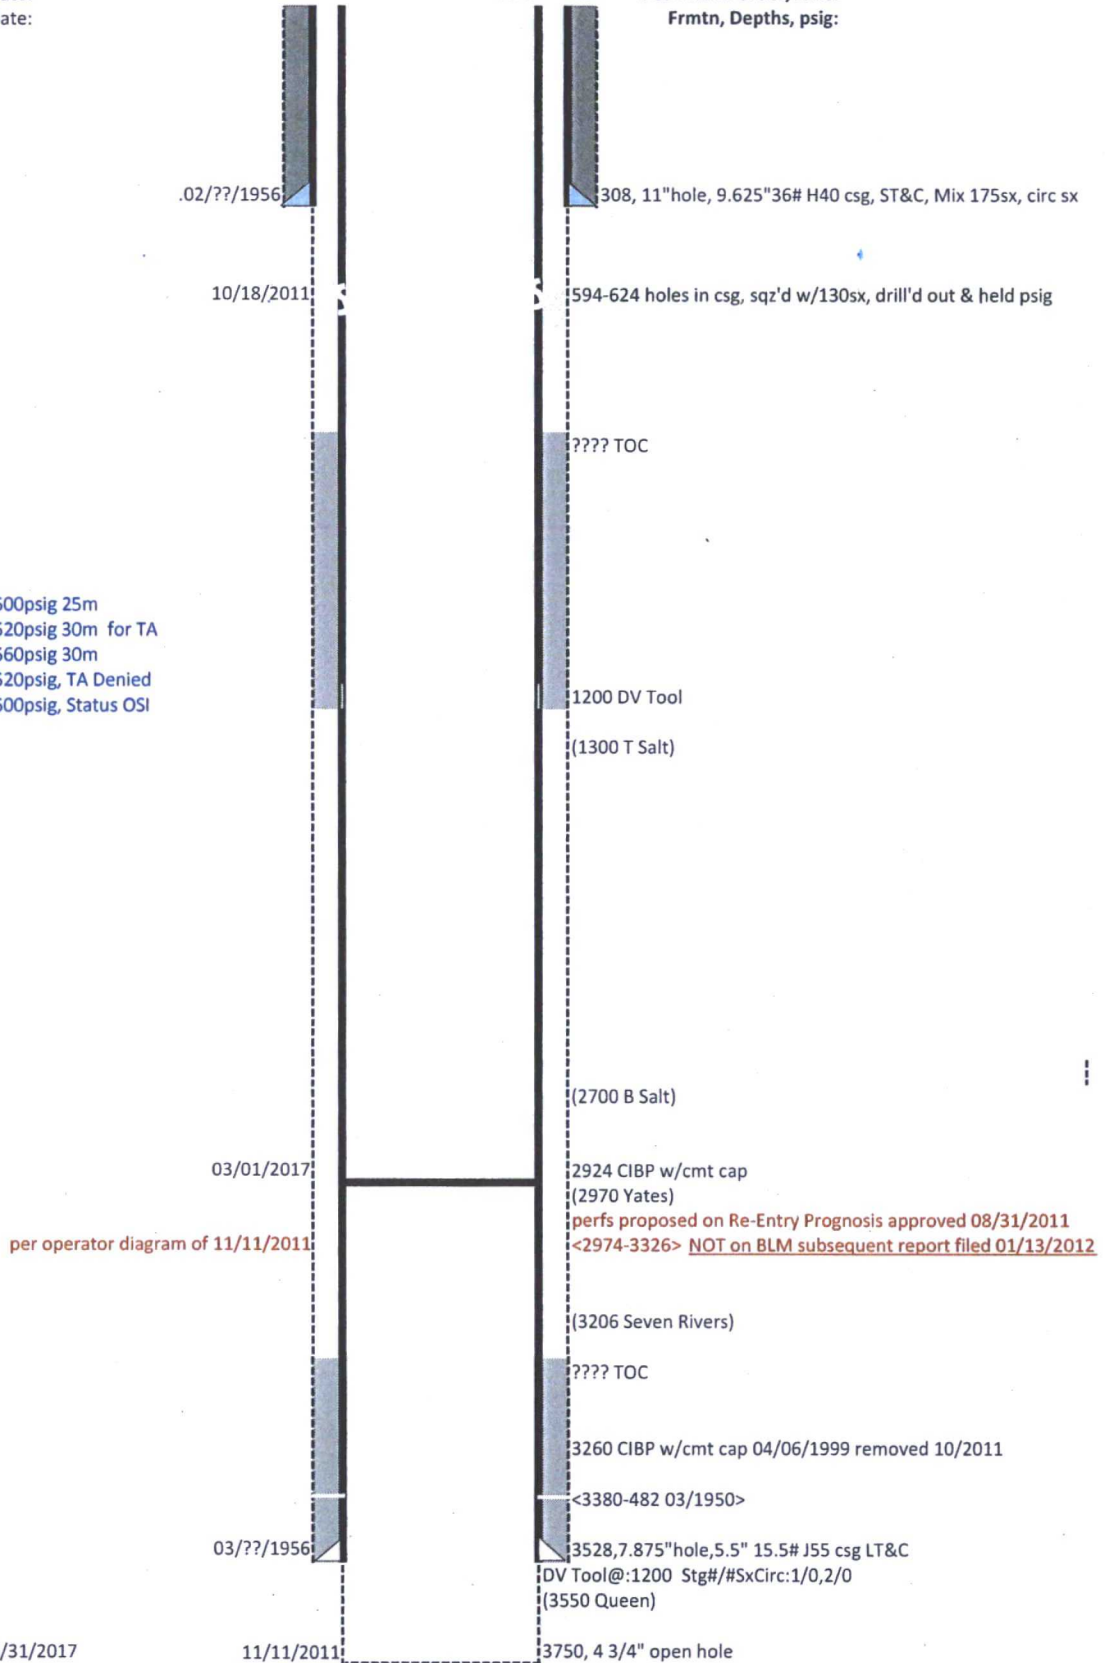 ate:
Frmtn, Depths, psig:
.02/??/1956
308, 11"hole, 9.625"36# H40 csg, ST&C, Mix 175sx, circ sx
10/18/2011
594-624 holes in csg, sqz'd w/130sx, drill'd out & held psig
???? TOC
500psig 25m
520psig 30m for TA
560psig 30m
520psig, TA Denied
500psig, Status OSI
1200 DV Tool
(1300 T Salt)
(2700 B Salt)
03/01/2017
2924 CIBP w/cmt cap
(2970 Yates)
perfs proposed on Re-Entry Prognosis approved 08/31/2011
per operator diagram of 11/11/2011
<2974-3326> NOT on BLM subsequent report filed 01/13/2012
(3206 Seven Rivers)
???? TOC
3260 CIBP w/cmt cap 04/06/1999 removed 10/2011
<3380-482 03/1950>
03/??/1956
3528,7.875"hole,5.5" 15.5# J55 csg LT&C
DV Tool@:1200 Stg#/#SxCirc:1/0,2/0
(3550 Queen)
/31/2017
11/11/2011
3750, 4 3/4" open hole